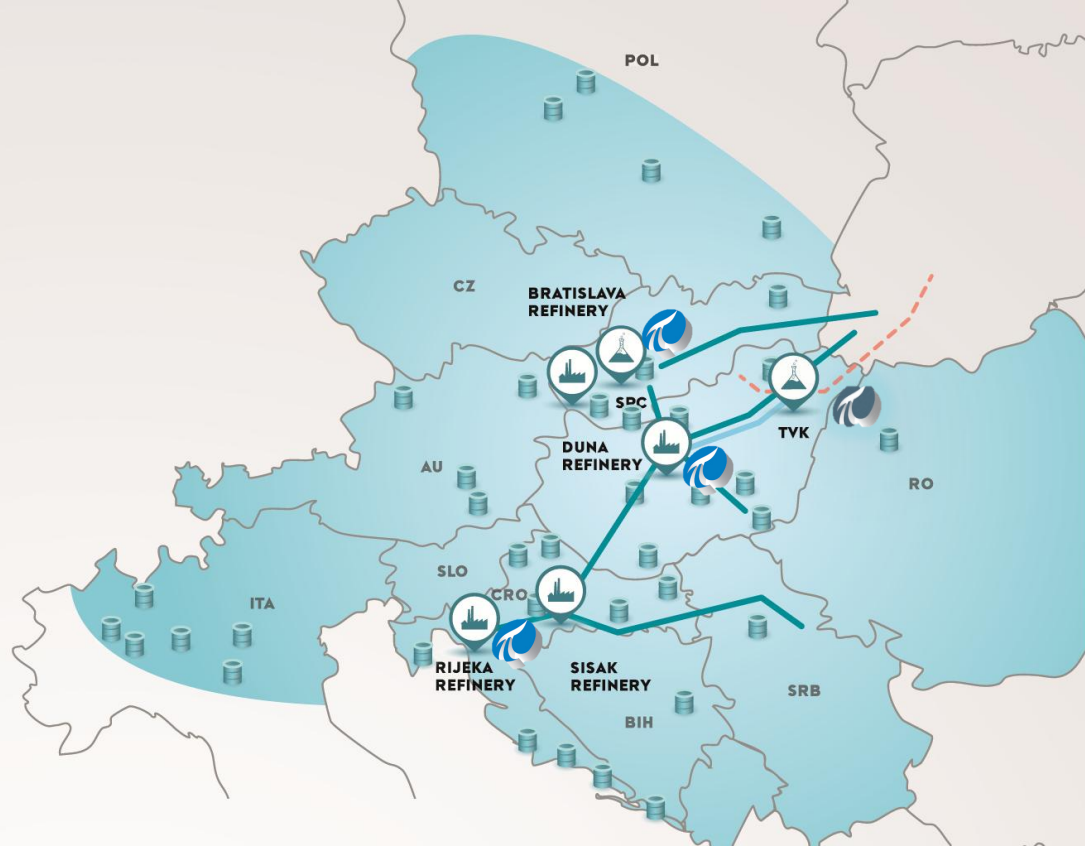 POL
CZ
BRATISLAVA
REFINERY
SPC
DUNA
REFINERY
TVK
AU
RO
SLO
CRO
ITA
RIJEKA
REFINERY
SISAK
REFINERY
BIH
SRB